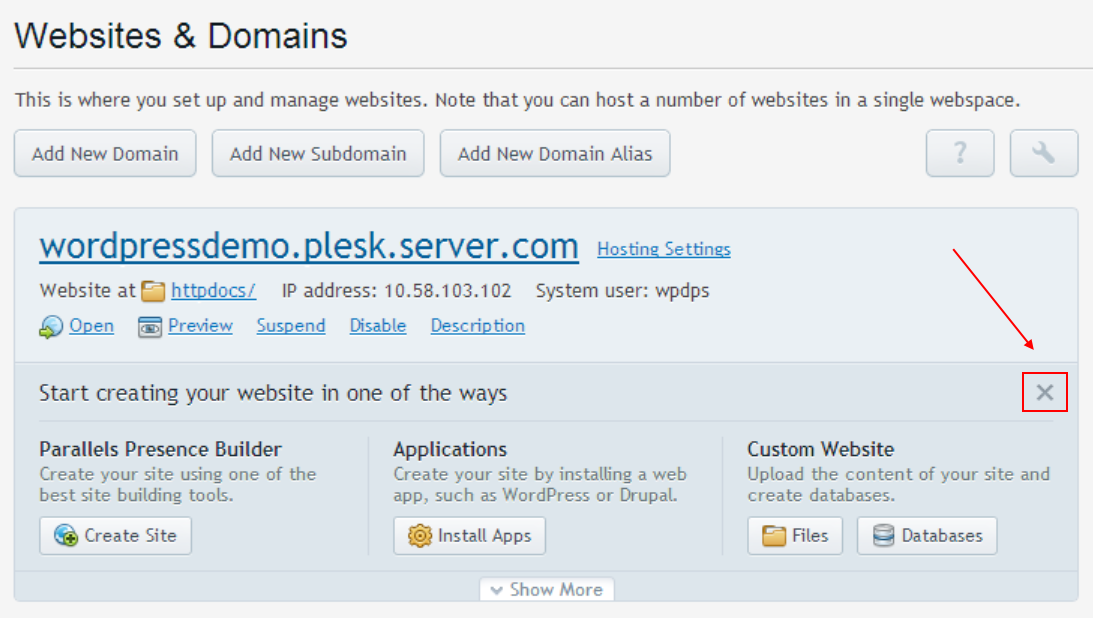 Websites & Domains
This is where you set up and manage websites. Note that you can host a number of websites in a single webspace.
Add New Domain Add New Subdomain Add New Domain Alias ?
wordpressdemo.plesk.server.com Hosting Settings
Website at httpdocs/ IP address: 10.58.103.102 System user: wpdps
Open Preview Suspend Disable Description
Start creating your website in one of the ways
Parallels Presence Builder
Create your site using one of the
best site building tools.
Create Site
Applications
Create your site by installing a web
app, such as WordPress or Drupal.
Install Apps
Custom Website
Upload the content of your site and
create databases.
Files Databases
Show More